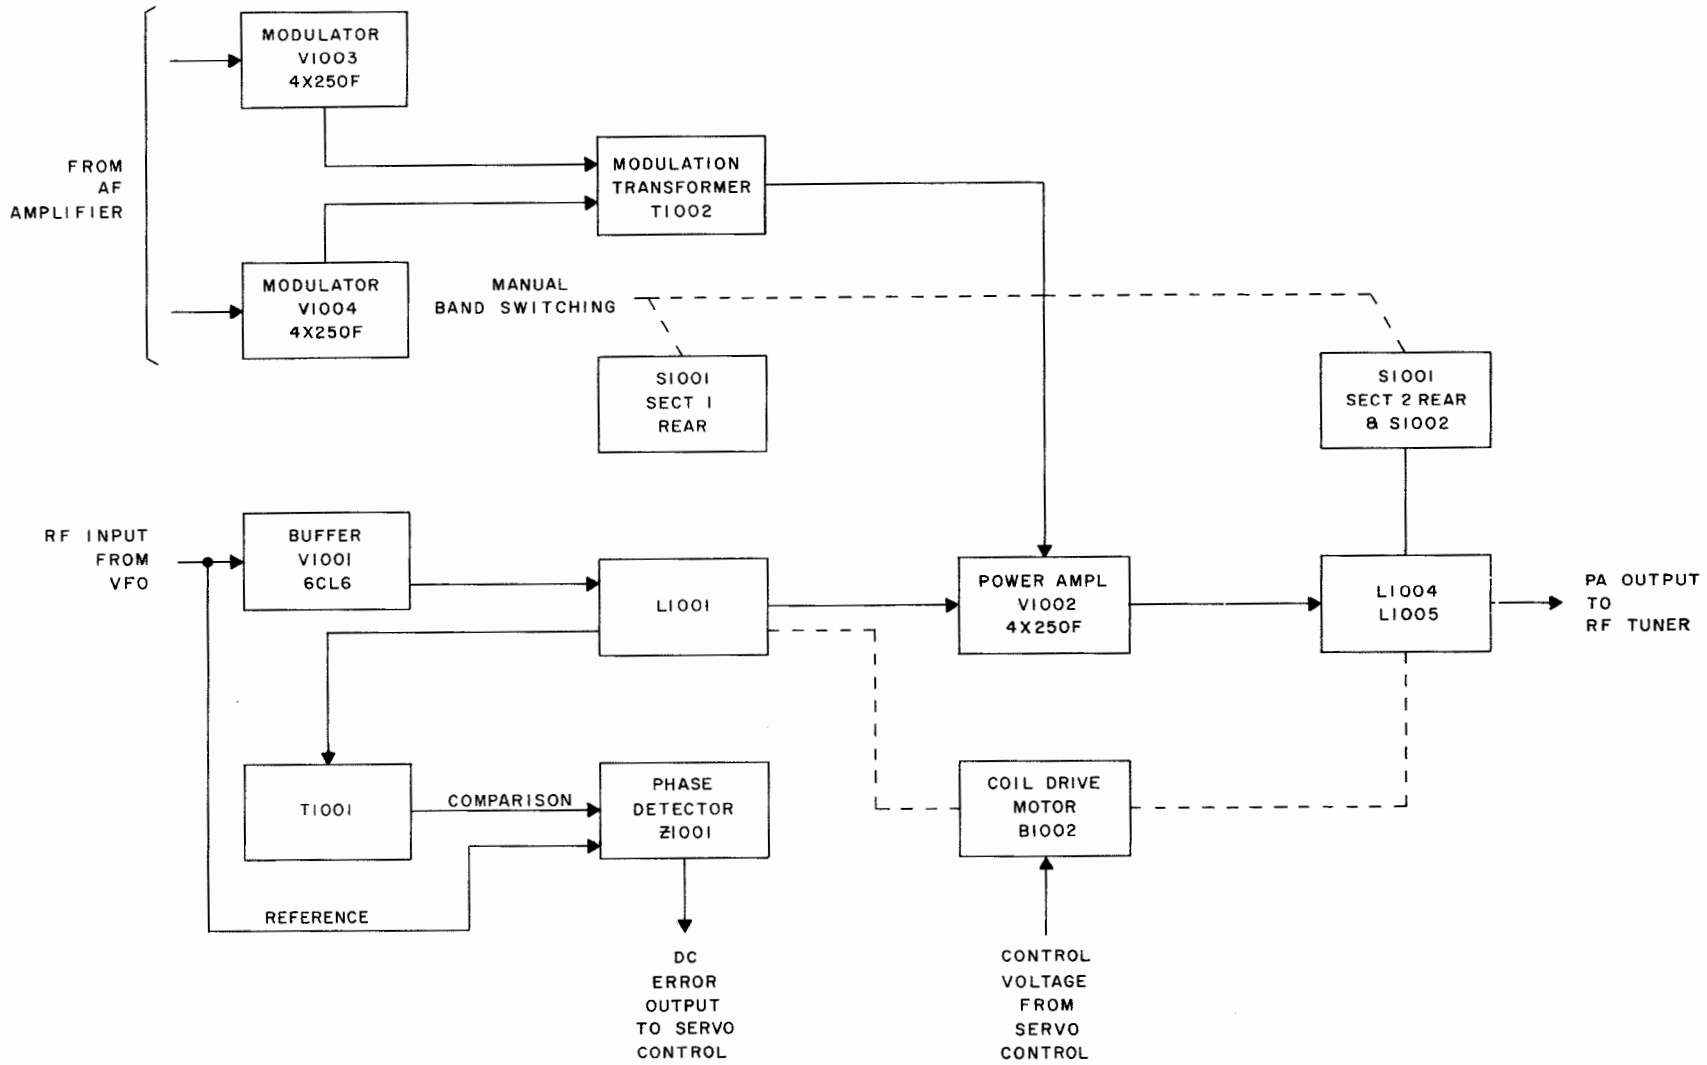 MODULATOR
V1003
4X250F
FROM
AF
AMPLIFIER
MODULATION
TRANSFORMER
T1002
MODULATOR
V1004
4X250F
MANUAL
BAND SWITCHING
S1001
SECT 1
REAR
S1001
SECT 2 REAR
& S1002
RF INPUT
FROM
VFO
BUFFER
V1001
6CL6
L1001
POWER AMPL
V1002
4X250F
L1004
L1005
PA OUTPUT
TO
RF TUNER
T1001
COMPARISON
PHASE
DETECTOR
Z1001
COIL DRIVE
MOTOR
B1002
REFERENCE
DC
ERROR
OUTPUT
TO SERVO
CONTROL
CONTROL
VOLTAGE
FROM
SERVO
CONTROL